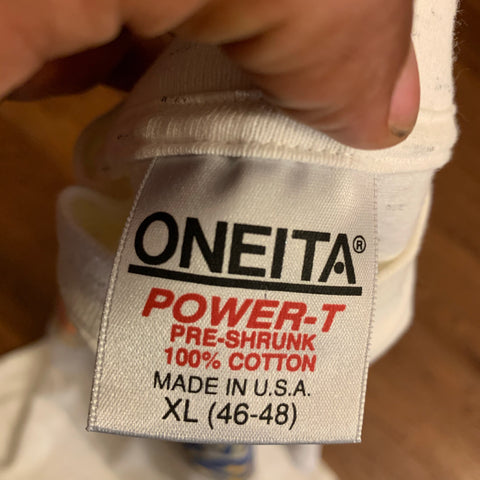 ONEITA®
POWER-T
PRE-SHRUNK
100% COTTON
MADE IN U.S.A.
XL (46-48)